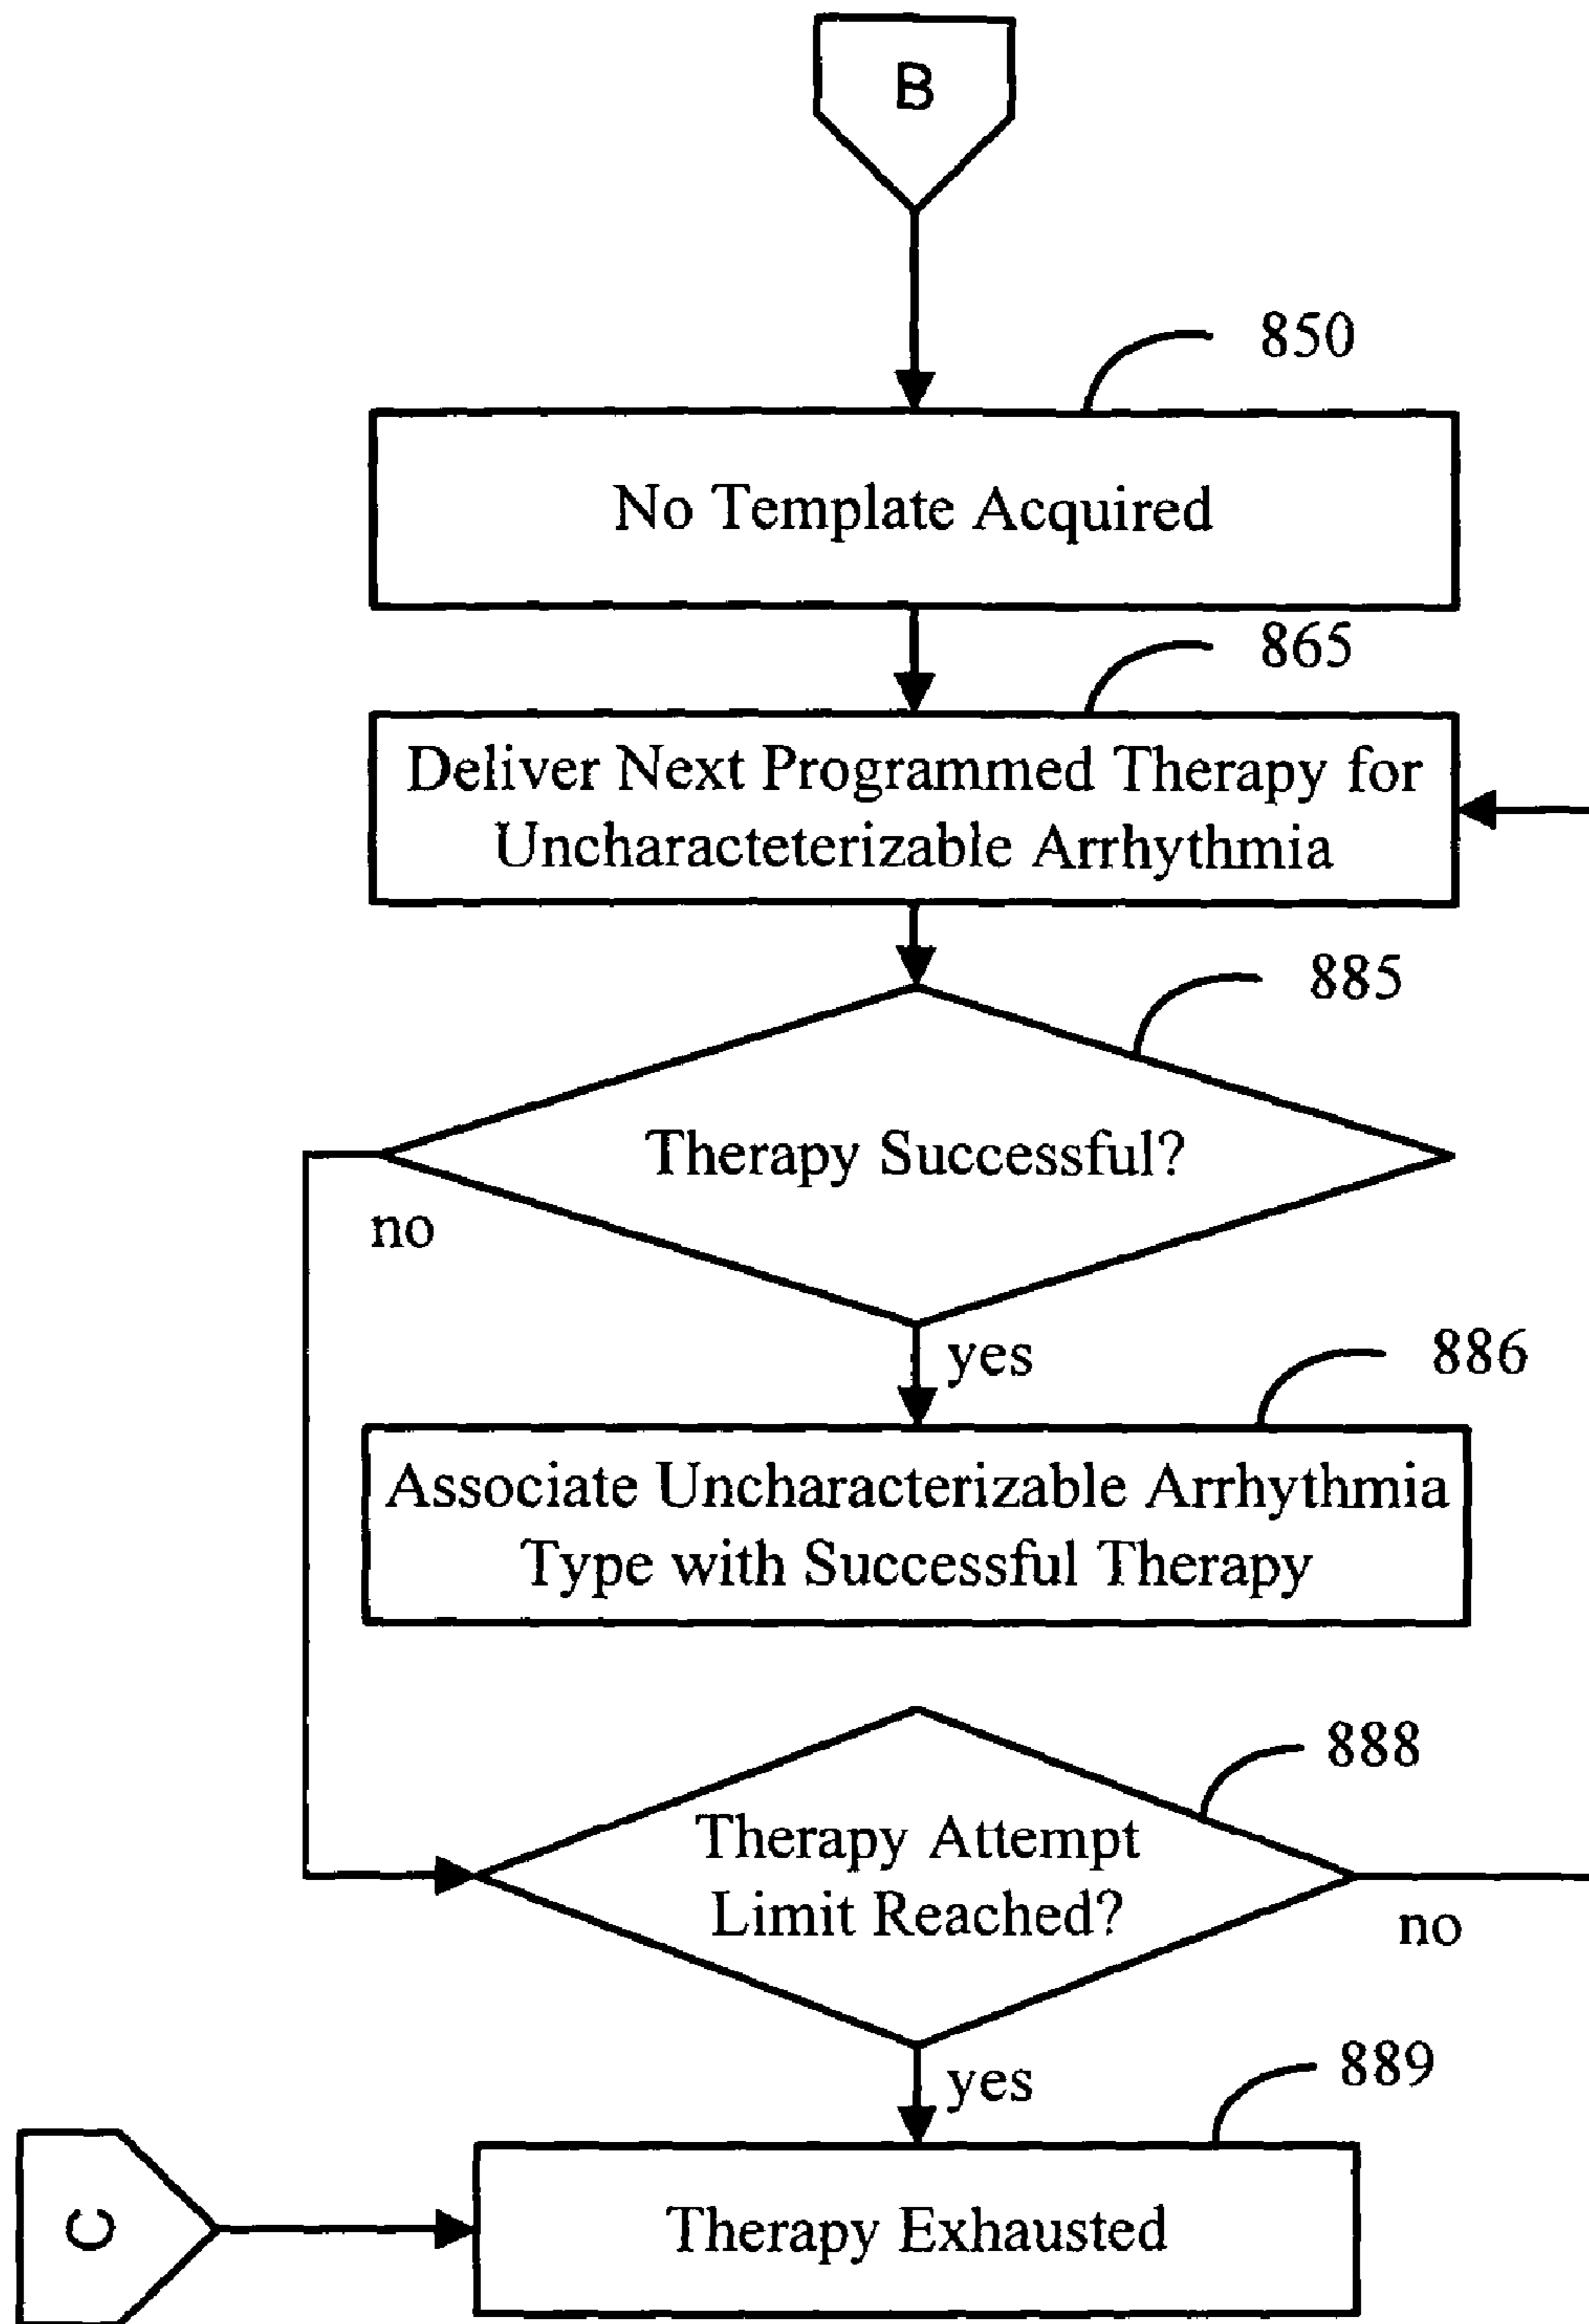 B
850
No Template Acquired
865
Deliver Next Programmed Therapy for
Uncharacteterizable Arrhythmia
885
Therapy Successful?
no
yes
886
Associate Uncharacterizable Arrhythmia
Type with Successful Therapy
888
Therapy Attempt
Limit Reached?
no
yes
889
C
Therapy Exhausted